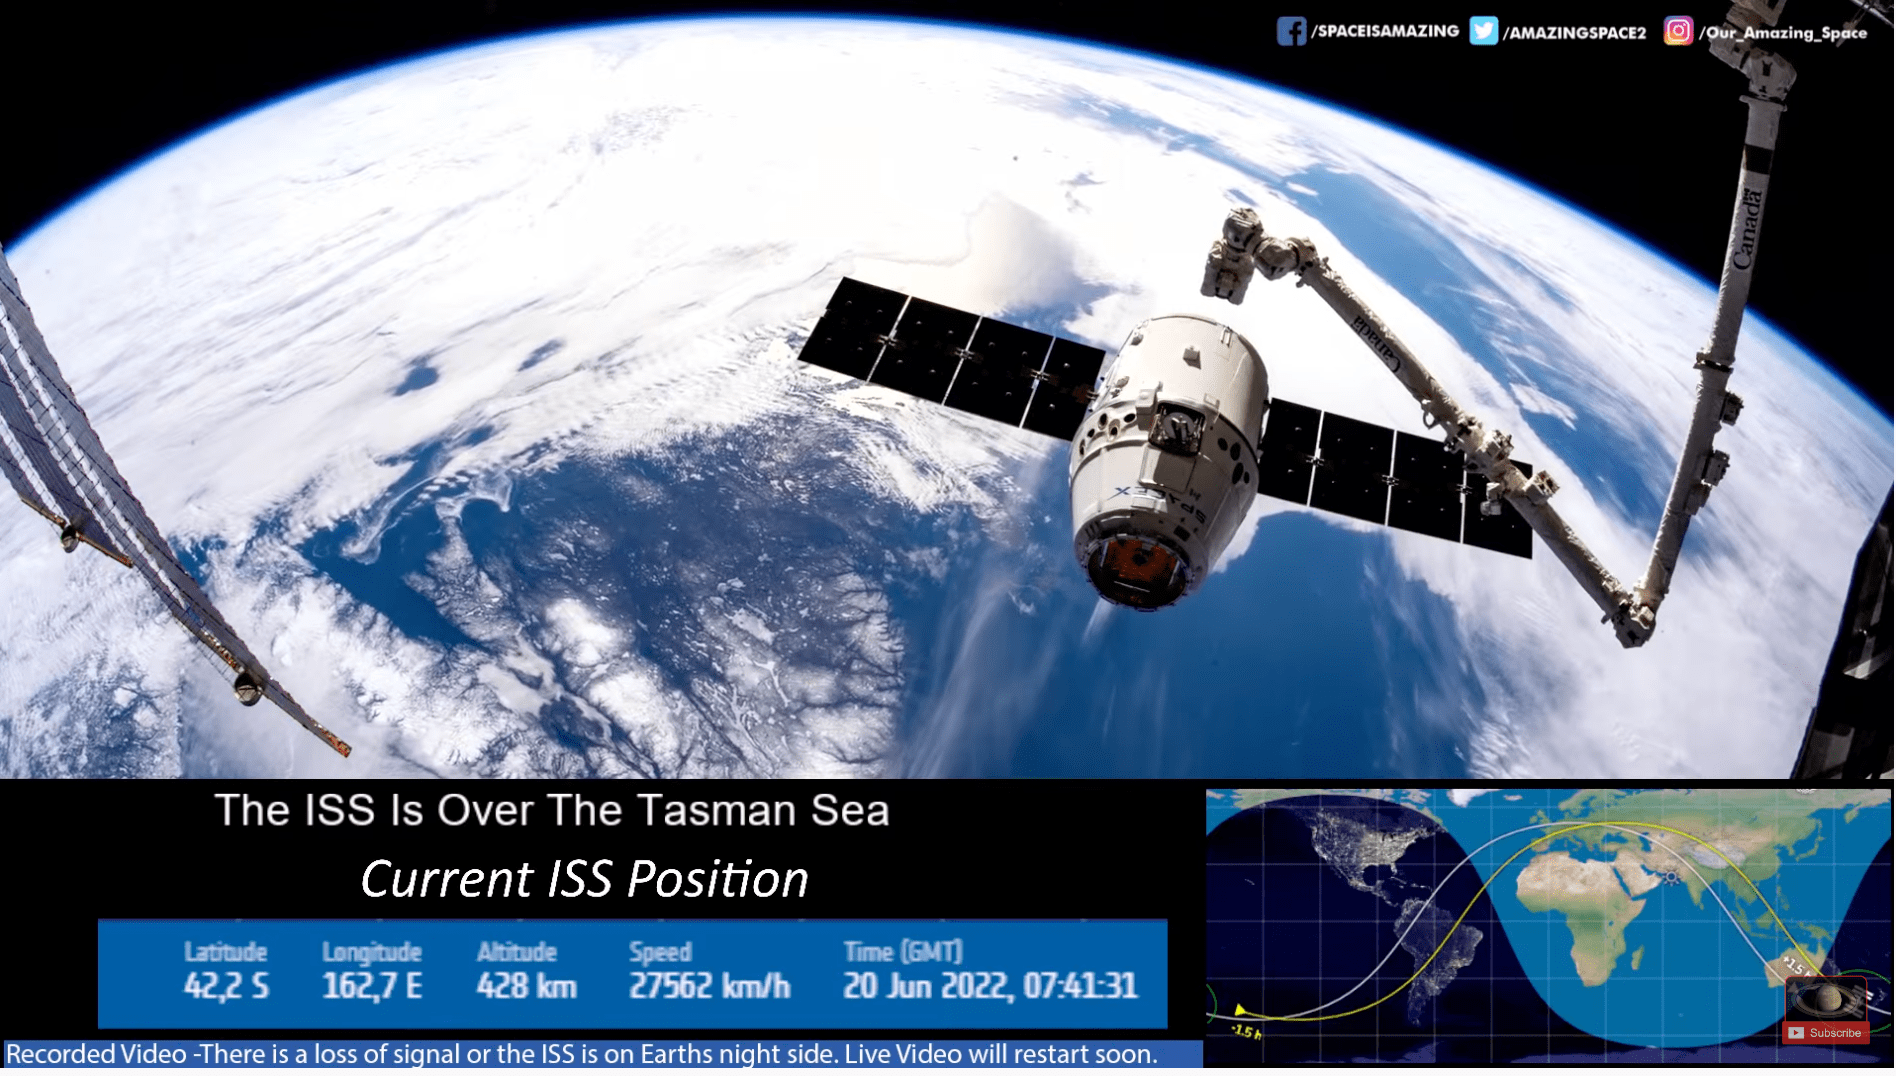 /SPACEISAMAZING /AMAZINGSPACE2 /Our_Amazing_Space
Canada
Canada
SPACEX
The ISS Is Over The Tasman Sea
Current ISS Position
Latitude Longitude Altitude Speed Time (GMT)
42,2 S 162,7 E 428 km 27562 km/h 20 Jun 2022, 07:41:31
+1.5 h
-1.5 h
Subscribe
Recorded Video -There is a loss of signal or the ISS is on Earths night side. Live Video will restart soon.